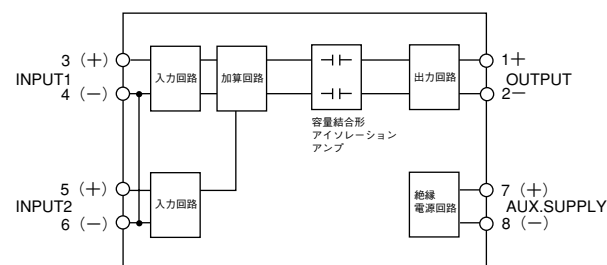 3 (+)
INPUT1
4 (−)
入力回路
加算回路
容量結合形
アイソレーション
アンプ
出力回路
1+
OUTPUT
2−
5 (+)
INPUT2
6 (−)
入力回路
絶縁
電源回路
7 (+)
AUX.SUPPLY
8 (−)